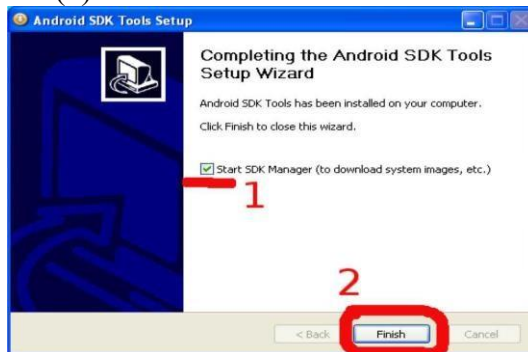 Android SDK Tools Setup
Completing the Android SDK Tools
Setup Wizard
Android SDK Tools has been installed on your computer.
Click Finish to close this wizard.
Start SDK Manager (to download system images, etc.)
1
2
< Back
Finish
Cancel